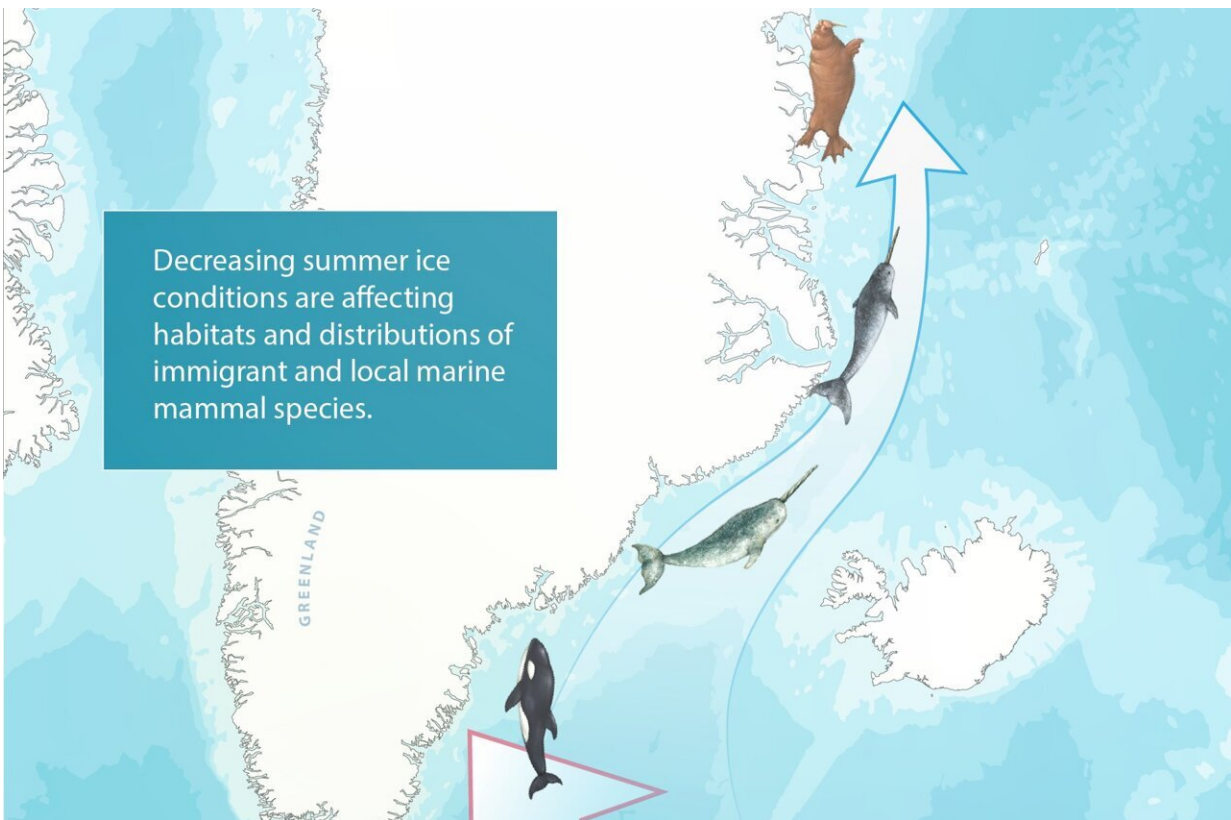 Decreasing summer ice
conditions are affecting
habitats and distributions of
immigrant and local marine
mammal species.
GREENLAND